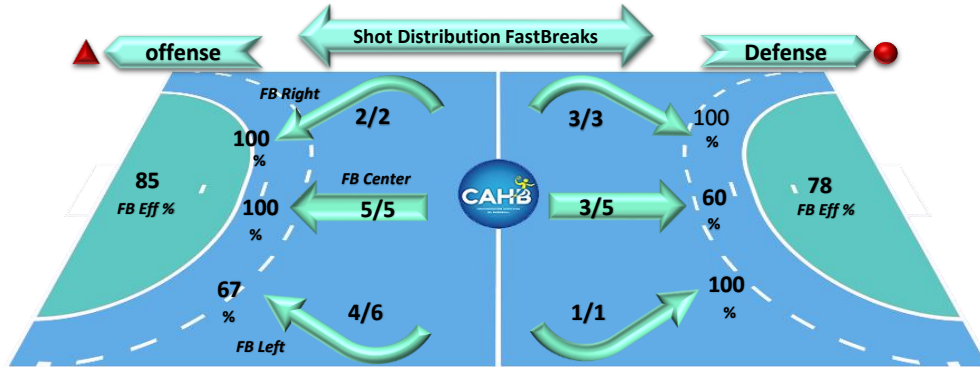 Shot Distribution FastBreaks
offense
Defense
FB Right
2/2
3/3
100
%
100
%
85
FB Eff %
FB Center
5/5
100
%
CAHB
3/5
60
%
78
FB Eff %
67
%
4/6
FB Left
1/1
100
%